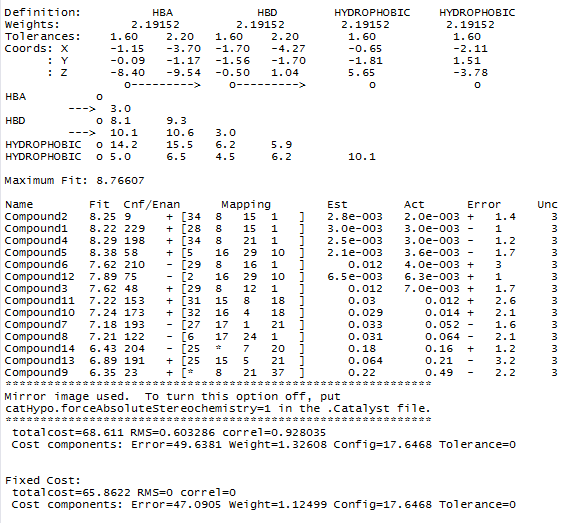 Definition: HBA HBD HYDROPHOBIC HYDROPHOBIC
Weights: 2.19152 2.19152 2.19152 2.19152
Tolerances: 1.60 2.20 1.60 2.20 1.60 1.60
Coords: X -1.15 -3.70 -1.70 -4.27 -0.65 -2.11
: Y -0.09 -1.17 -1.56 -1.70 -1.81 1.51
: Z -8.40 -9.54 -0.50 1.04 5.65 -3.78
o---------> o---------> o o
HBA o
---> 3.0
HBD o 8.1 9.3
---> 10.1 10.6 3.0
HYDROPHOBIC o 14.2 15.5 6.2 5.9
HYDROPHOBIC o 5.0 6.5 4.5 6.2 10.1
Maximum Fit: 8.76607
Name Fit Cnf/Enan Mapping Est Act Error Unc
Compound2 8.25 9 + [34 8 15 1 ] 2.8e-003 2.0e-003 + 1.4 3
Compound1 8.22 229 + [28 8 15 1 ] 3.0e-003 3.0e-003 - 1 3
Compound4 8.29 198 + [34 8 21 1 ] 2.5e-003 3.0e-003 - 1.2 3
Compound5 8.38 58 + [5 16 29 10 ] 2.1e-003 3.6e-003 - 1.7 3
Compound6 7.62 210 - [29 8 16 1 ] 0.012 4.0e-003 + 3 3
Compound12 7.89 75 - [2 16 29 10 ] 6.5e-003 6.3e-003 + 1 3
Compound3 7.62 48 + [29 8 12 1 ] 0.012 7.0e-003 + 1.7 3
Compound11 7.22 153 + [31 15 8 18 ] 0.03 0.012 + 2.6 3
Compound10 7.24 173 + [32 16 4 18 ] 0.029 0.014 + 2.1 3
Compound7 7.18 193 - [27 17 1 21 ] 0.033 0.052 - 1.6 3
Compound8 7.21 122 - [6 17 24 1 ] 0.031 0.064 - 2.1 3
Compound14 6.43 204 - [25 * 7 20 ] 0.18 0.16 + 1.2 3
Compound13 6.89 191 + [25 15 5 21 ] 0.064 0.21 - 3.2 3
Compound9 6.35 23 + [* 8 21 37 ] 0.22 0.49 - 2.2 3
*************************************************************
Mirror image used. To turn this option off, put
catHypo.forceAbsoluteStereochemistry=1 in the .Catalyst file.
*************************************************************
totalcost=68.611 RMS=0.603286 correl=0.928035
Cost components: Error=49.6381 Weight=1.32608 Config=17.6468 Tolerance=0
Fixed Cost:
totalcost=65.8622 RMS=0 correl=0
Cost components: Error=47.0905 Weight=1.12499 Config=17.6468 Tolerance=0